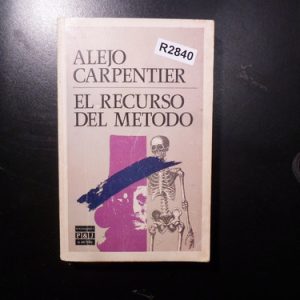 R2840
ALEJO
CARPENTIER
EL RECURSO
DEL METODO
P&J